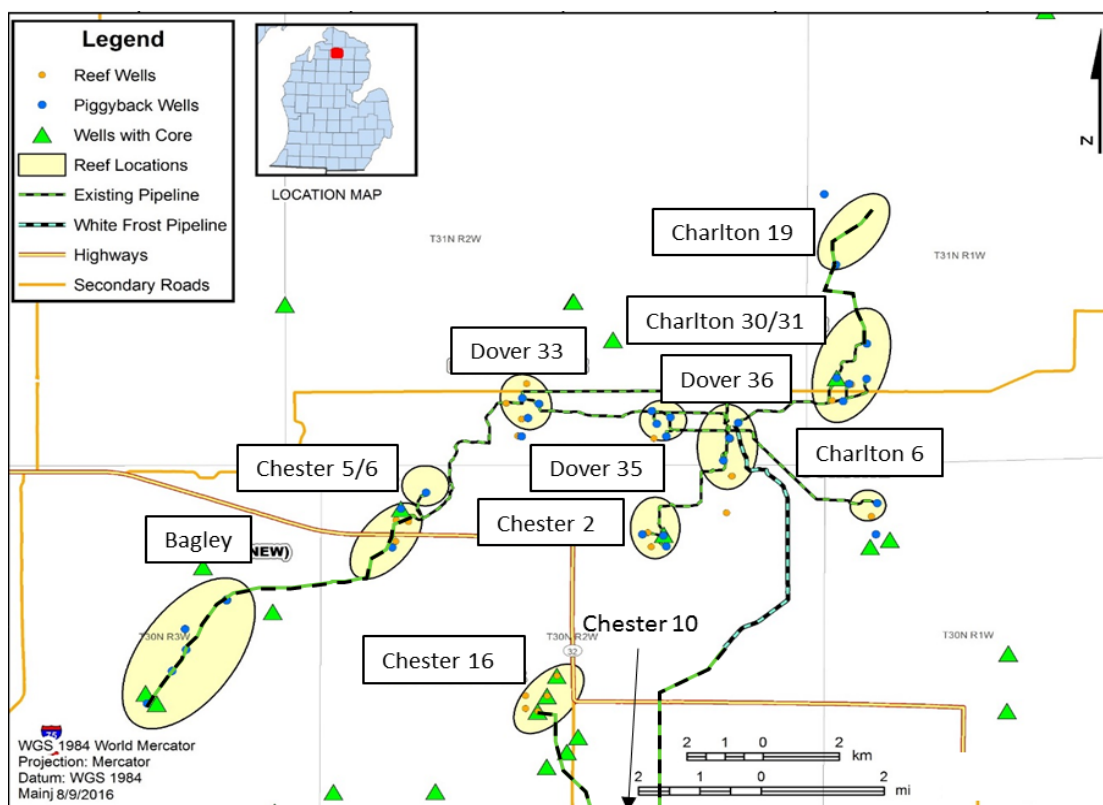 Legend
Reef Wells
Piggyback Wells
Wells with Core
Reef Locations
Existing Pipeline
White Frost Pipeline
Highways
Secondary Roads
LOCATION MAP
N
T31N R2W
Charlton 19
T31N R1W
Charlton 30/31
Dover 33
Dover 36
Chester 5/6
Dover 35
Charlton 6
Chester 2
Bagley
NEW)
T30N R3W
T30N R2W
Chester 10
T30N R1W
32
Chester 16
75
WGS 1984 World Mercator
Projection: Mercator
Datum: WGS 1984
Mainj 8/9/2016
2 1 0 2
km
2 1 0 2
mi